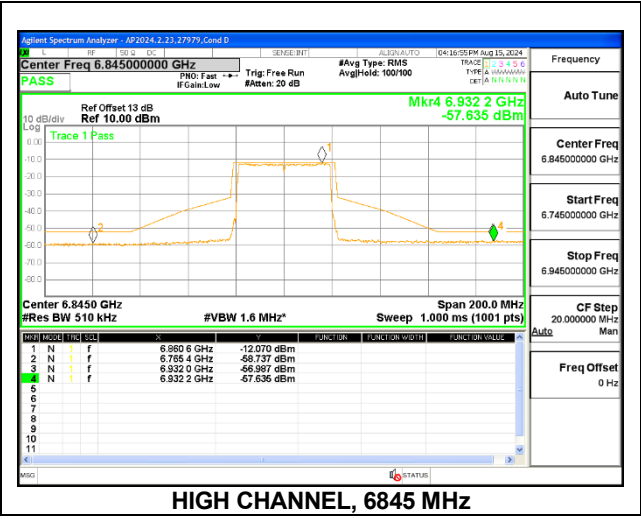 Agilent Spectrum Analyzer - AP2024.2.23,27979,Cond D
L RF 50 Ω DC SENSE:INT ALIGNAUTO 04:16:55 PM Aug 15, 2024
Center Freq 6.845000000 GHz
#Avg Type: RMS
TRACE 1 2 3 4 5 6
PASS
PNO: Fast
Trig: Free Run
Avg|Hold: 100/100
TYPE A WWWWW
IFGain:Low
#Atten: 20 dB
DET A N N N N N
Mkr4 6.932 2 GHz
-57.635 dBm
Ref Offset 13 dB
10 dB/div Ref 10.00 dBm
Log
Trace 1 Pass
0.00
-10.0
-20.0
-30.0
-40.0
-50.0
-60.0
-70.0
-80.0
1
2
4
Center 6.8450 GHz Span 200.0 MHz
#Res BW 510 kHz #VBW 1.6 MHz* Sweep 1.000 ms (1001 pts)
MKR MODE TRC SCL X Y FUNCTION FUNCTION WIDTH FUNCTION VALUE
1 N 1 f 6.860 6 GHz -12.070 dBm
2 N 1 f 6.765 4 GHz -58.737 dBm
3 N 1 f 6.932 0 GHz -56.987 dBm
4 N 1 f 6.932 2 GHz -57.635 dBm
5
6
7
8
9
10
11
MSG STATUS
Frequency
Auto Tune
Center Freq
6.845000000 GHz
Start Freq
6.745000000 GHz
Stop Freq
6.945000000 GHz
CF Step
20.000000 MHz
Auto Man
Freq Offset
0 Hz
HIGH CHANNEL, 6845 MHz